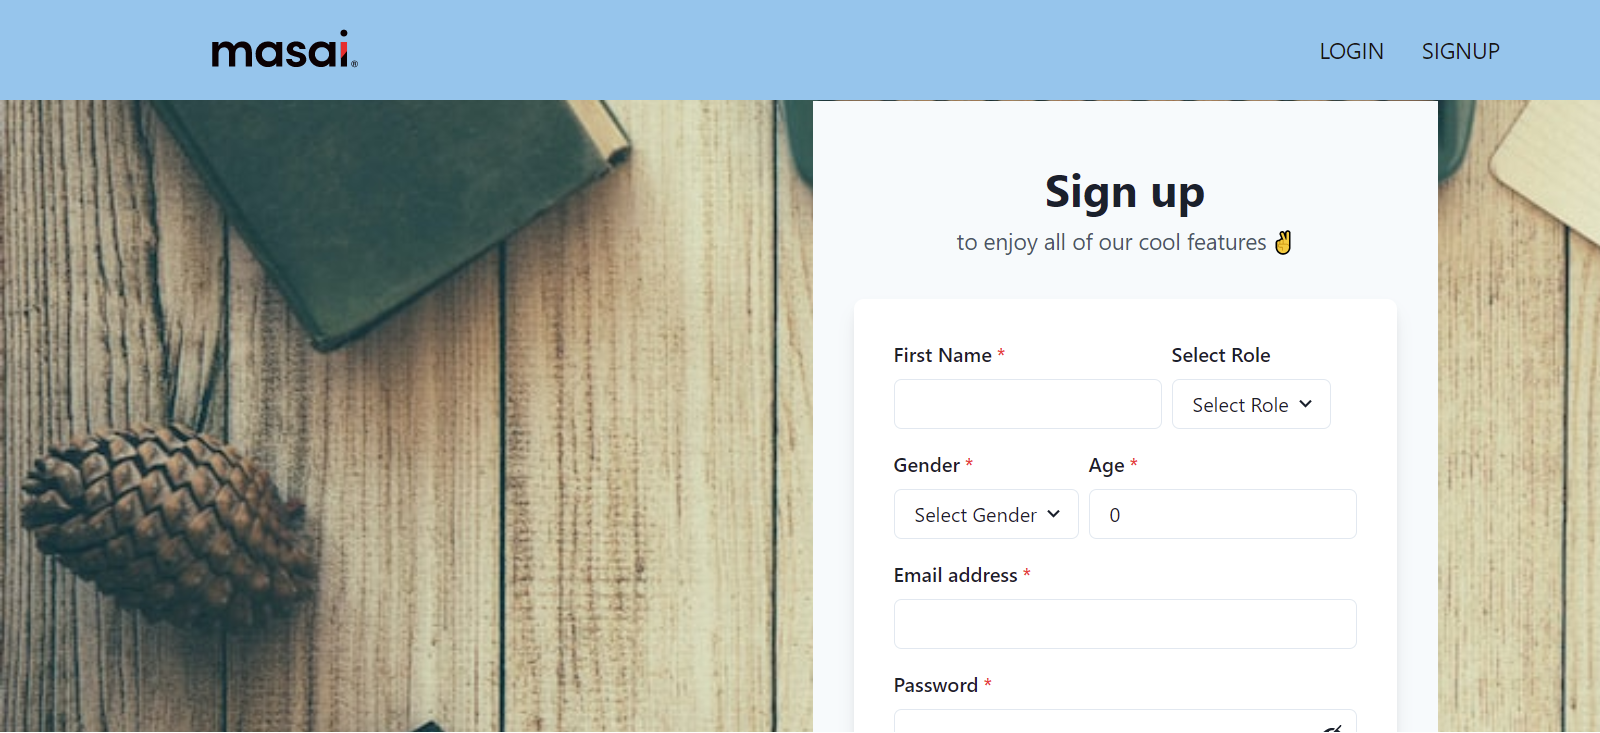 masai®
LOGIN SIGNUP
Sign up
to enjoy all of our cool features ✌
First Name * Select Role
Select Role
Gender * Age *
Select Gender 0
Email address *
Password *